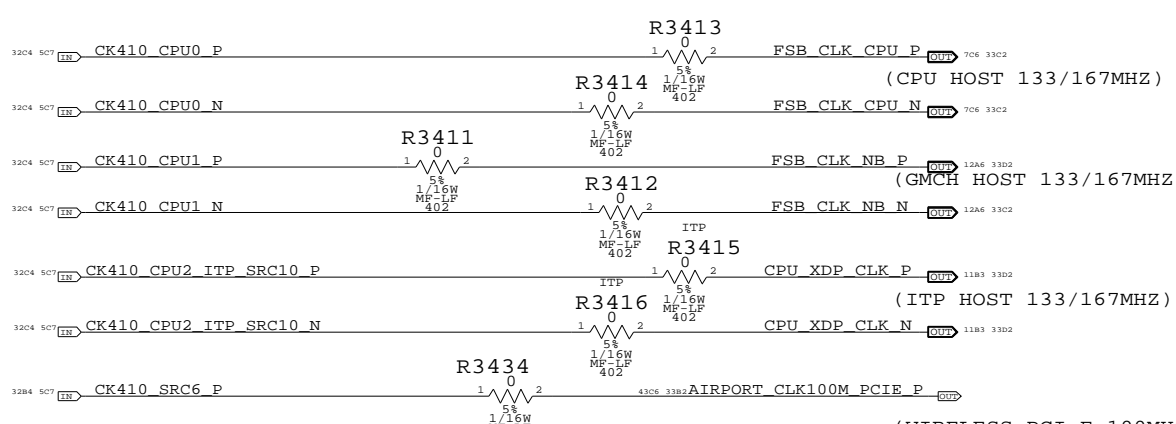 R3413
32C4 5C7 IN CK410_CPU0_P 1 0 2 FSB_CLK_CPU_P OUT 7C6 33C2
5%
1/16W
MF-LF
402
(CPU HOST 133/167MHZ)
R3414
32C4 5C7 IN CK410_CPU0_N 1 0 2 FSB_CLK_CPU_N OUT 7C6 33C2
5%
1/16W
MF-LF
402
R3411
32C4 5C7 IN CK410_CPU1_P 1 0 2 FSB_CLK_NB_P OUT 12A6 33D2
5%
1/16W
MF-LF
402
(GMCH HOST 133/167MHZ
R3412
32C4 5C7 IN CK410_CPU1_N 1 0 2 FSB_CLK_NB_N OUT 12A6 33C2
5%
1/16W
MF-LF
402
ITP
R3415
32C4 5C7 IN CK410_CPU2_ITP_SRC10_P 1 0 2 CPU_XDP_CLK_P OUT 11B3 33D2
5%
1/16W
MF-LF
402
(ITP HOST 133/167MHZ)
ITP
R3416
32C4 5C7 IN CK410_CPU2_ITP_SRC10_N 1 0 2 CPU_XDP_CLK_N OUT 11B3 33D2
5%
1/16W
MF-LF
402
R3434
32B4 5C7 IN CK410_SRC6_P 1 0 2 43C6 33B2 AIRPORT_CLK100M_PCIE_P OUT
5%
1/16W